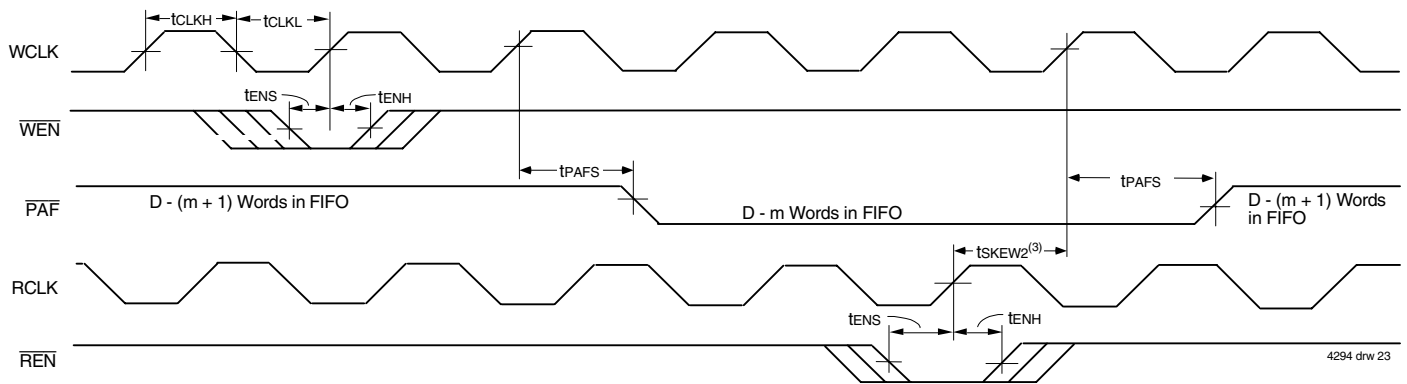 tCLKH
tCLKL
WCLK
tENS
tENH
WEN
tPAFS
tPAFS
PAF
D - (m + 1) Words in FIFO
D - m Words in FIFO
D - (m + 1) Words
in FIFO
tSKEW2(3)
RCLK
tENS
tENH
REN
4294 drw 23